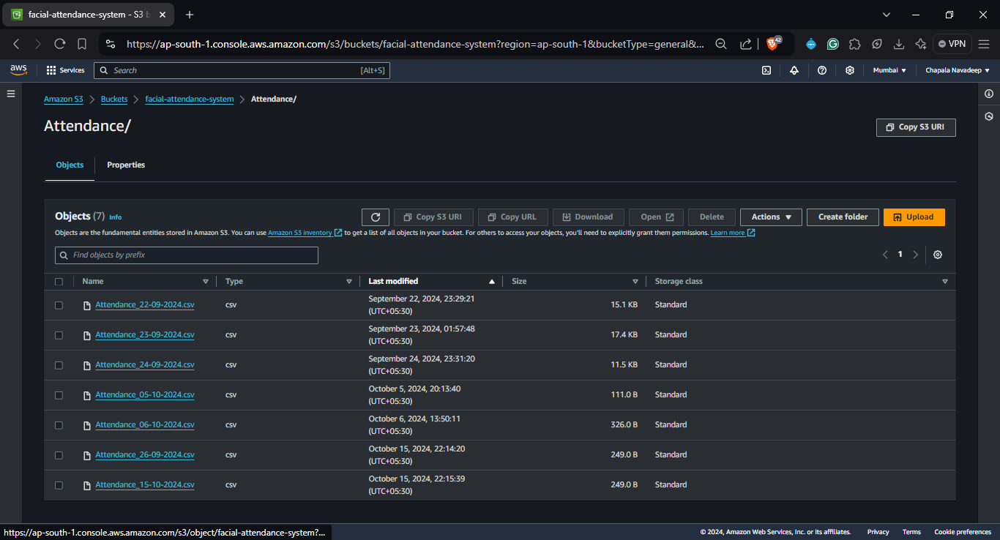 facial-attendance-system - S3 b
https://ap-south-1.console.aws.amazon.com/s3/buckets/facial-attendance-system?region=ap-south-1&bucketType=general&...
42
VPN
aws
Services
Search
[Alt+S]
Mumbai
Chapala Navadeep
Amazon S3
Buckets
facial-attendance-system
Attendance/
Attendance/
Copy S3 URI
Objects
Properties
Objects (7) Info
Copy S3 URI
Copy URL
Download
Open
Delete
Actions
Create folder
Upload
Objects are the fundamental entities stored in Amazon S3. You can use Amazon S3 inventory to get a list of all objects in your bucket. For others to access your objects, you'll need to explicitly grant them permissions. Learn more
Find objects by prefix
1
Name Type Last modified Size Storage class
Attendance_22-09-2024.csv csv September 22, 2024, 23:29:21 15.1 KB Standard
(UTC+05:30)
Attendance_23-09-2024.csv csv September 23, 2024, 01:57:48 17.4 KB Standard
(UTC+05:30)
Attendance_24-09-2024.csv csv September 24, 2024, 23:31:20 11.5 KB Standard
(UTC+05:30)
Attendance_05-10-2024.csv csv October 5, 2024, 20:13:40 111.0 B Standard
(UTC+05:30)
Attendance_06-10-2024.csv csv October 6, 2024, 13:50:11 326.0 B Standard
(UTC+05:30)
Attendance_26-09-2024.csv csv October 15, 2024, 22:14:20 249.0 B Standard
(UTC+05:30)
Attendance_15-10-2024.csv csv October 15, 2024, 22:15:39 249.0 B Standard
(UTC+05:30)
https://ap-south-1.console.aws.amazon.com/s3/object/facial-attendance-system?...
© 2024, Amazon Web Services, Inc. or its affiliates.
Privacy
Terms
Cookie preferences